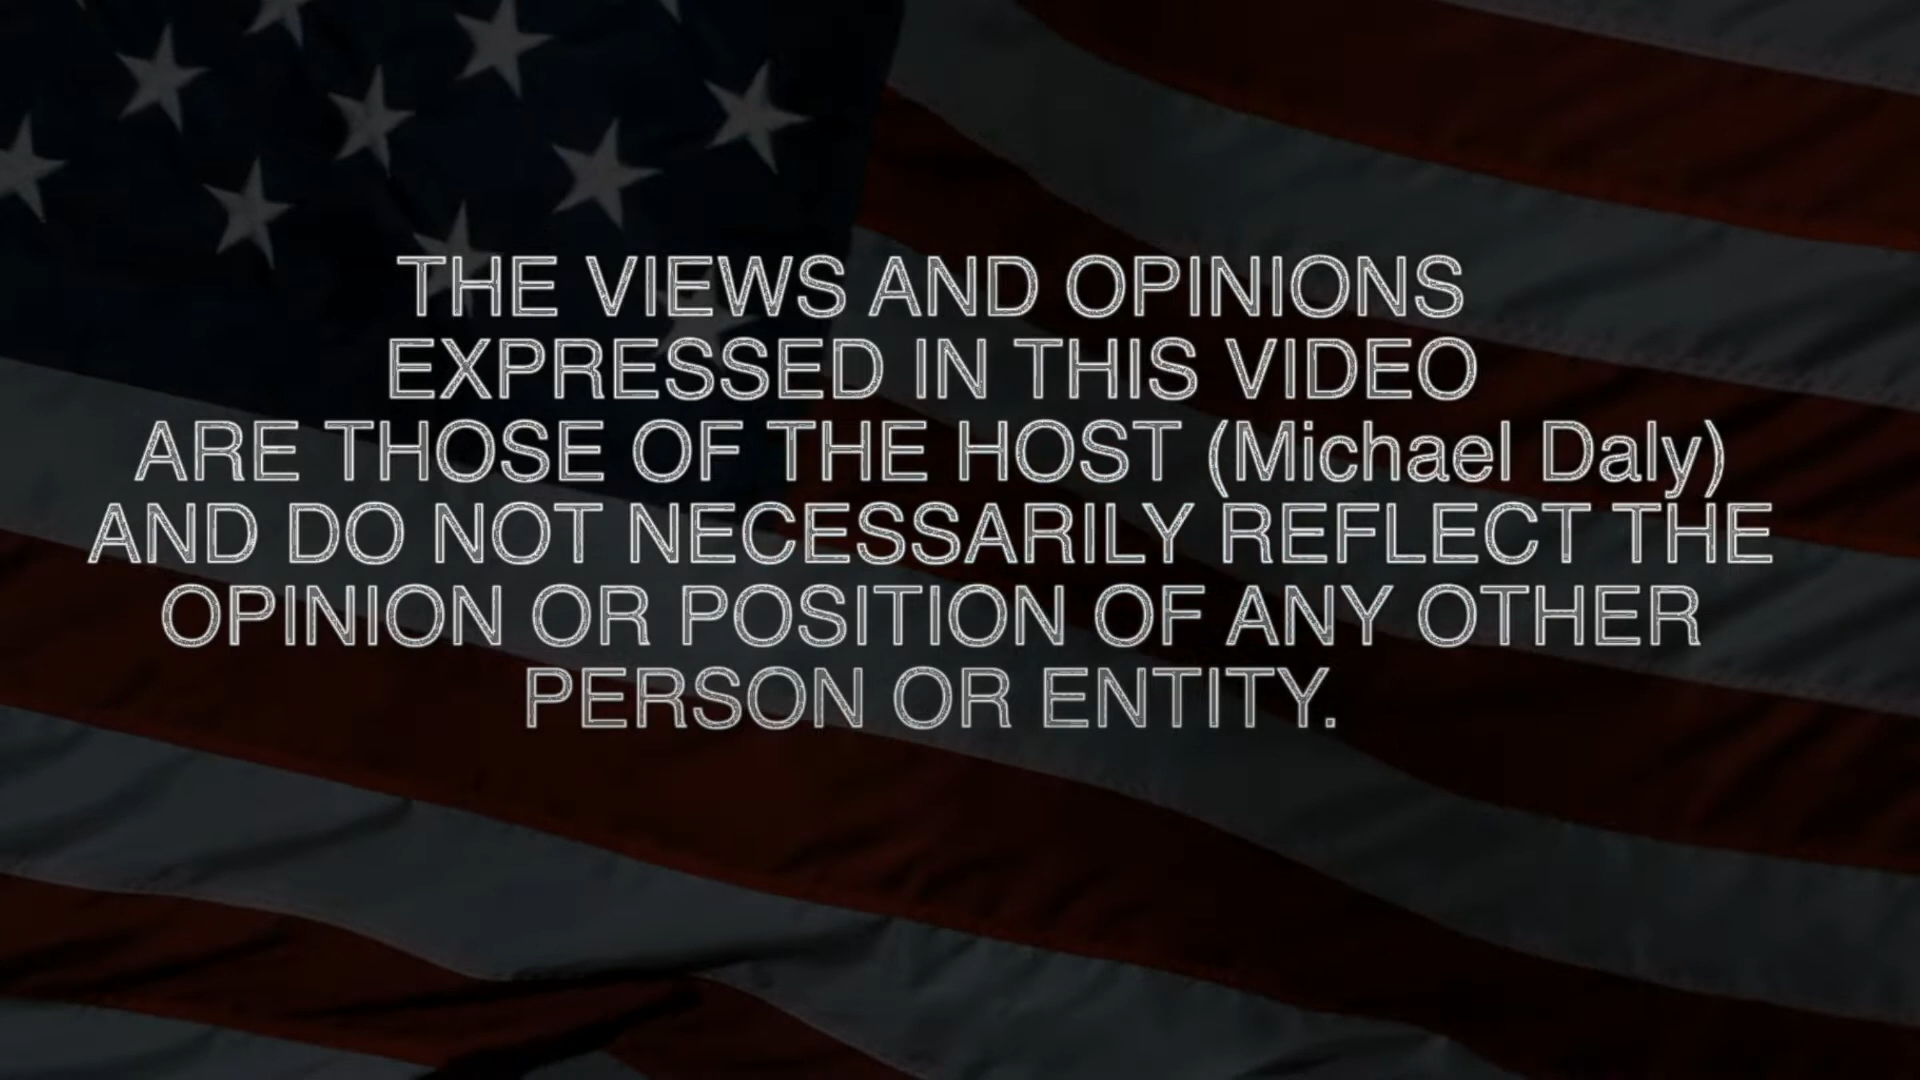 THE VIEWS AND OPINIONS
EXPRESSED IN THIS VIDEO
ARE THOSE OF THE HOST (Michael Daly)
AND DO NOT NECESSARILY REFLECT THE
OPINION OR POSITION OF ANY OTHER
PERSON OR ENTITY.